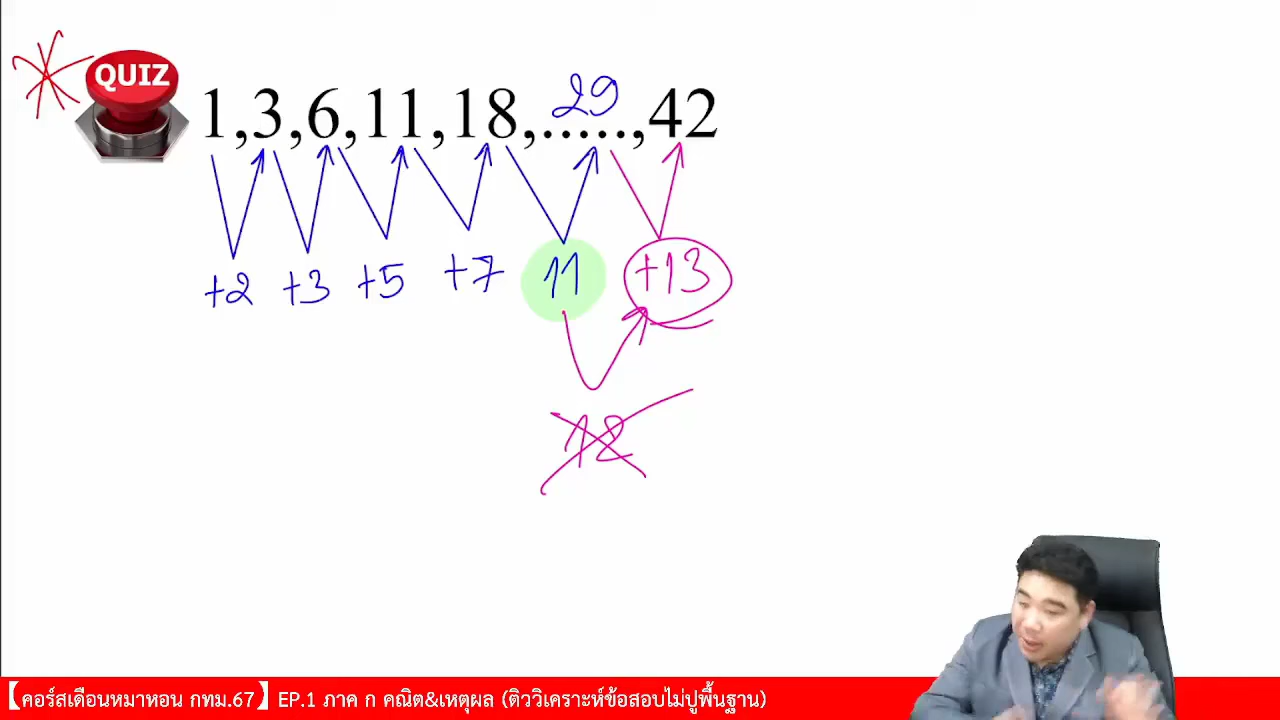 QUIZ
29
1,3,6,11,18,.....,42
+2 +3 +5 +7 11 +13
12
【คอร์สเดือนหมาหอน กทม.67】 EP.1 ภาค ก คณิต&เหตุผล (ติววิเคราะห์ข้อสอบไม่ปูพื้นฐาน)